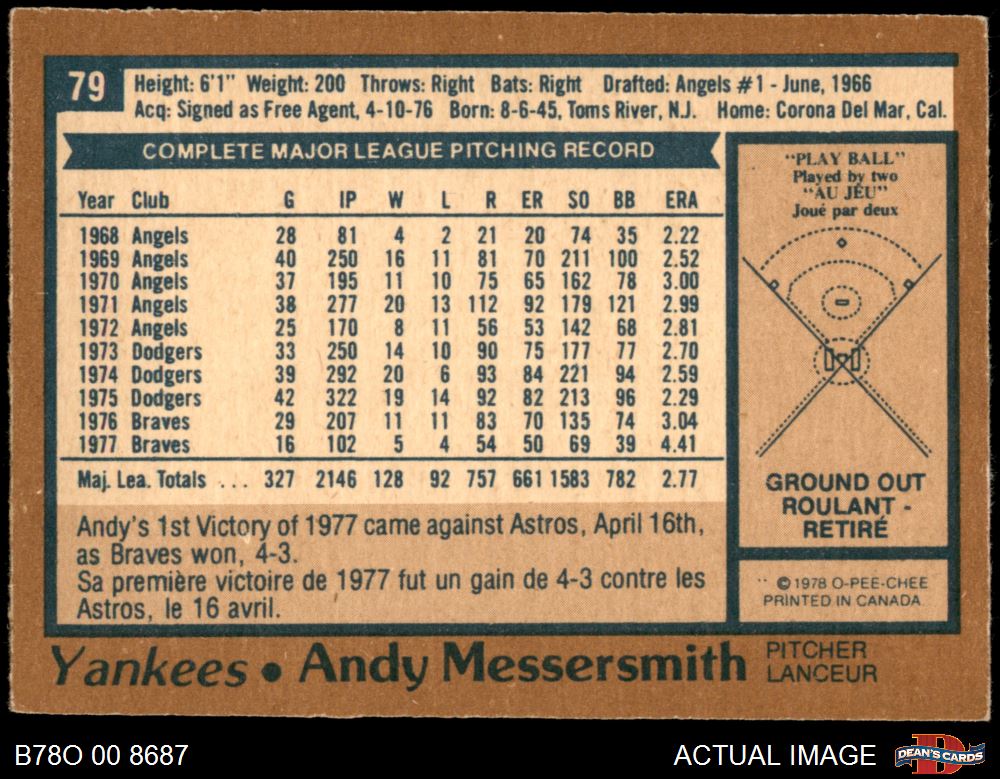 79
Height: 6'1" Weight: 200 Throws: Right Bats: Right Drafted: Angels #1 - June, 1966
Acq: Signed as Free Agent, 4-10-76 Born: 8-6-45, Toms River, N.J. Home: Corona Del Mar, Cal.
COMPLETE MAJOR LEAGUE PITCHING RECORD
Year Club G IP W L R ER SO BB ERA
1968 Angels 28 81 4 2 21 20 74 35 2.22
1969 Angels 40 250 16 11 81 70 211 100 2.52
1970 Angels 37 195 11 10 75 65 162 78 3.00
1971 Angels 38 277 20 13 112 92 179 121 2.99
1972 Angels 25 170 8 11 56 53 142 68 2.81
1973 Dodgers 33 250 14 10 90 75 177 77 2.70
1974 Dodgers 39 292 20 6 93 84 221 94 2.59
1975 Dodgers 42 322 19 14 92 82 213 96 2.29
1976 Braves 29 207 11 11 83 70 135 74 3.04
1977 Braves 16 102 5 4 54 50 69 39 4.41
Maj. Lea. Totals ... 327 2146 128 92 757 661 1583 782 2.77
Andy's 1st Victory of 1977 came against Astros, April 16th,
as Braves won, 4-3.
Sa première victoire de 1977 fut un gain de 4-3 contre les
Astros, le 16 avril.
"PLAY BALL"
Played by two
"AU JÉU"
Joué par deux
GROUND OUT
ROULANT -
RETIRÉ
©1978 O-PEE-CHEE
PRINTED IN CANADA
Yankees • Andy Messersmith
PITCHER
LANCEUR
B78O 00 8687
ACTUAL IMAGE
DEAN'S CARDS